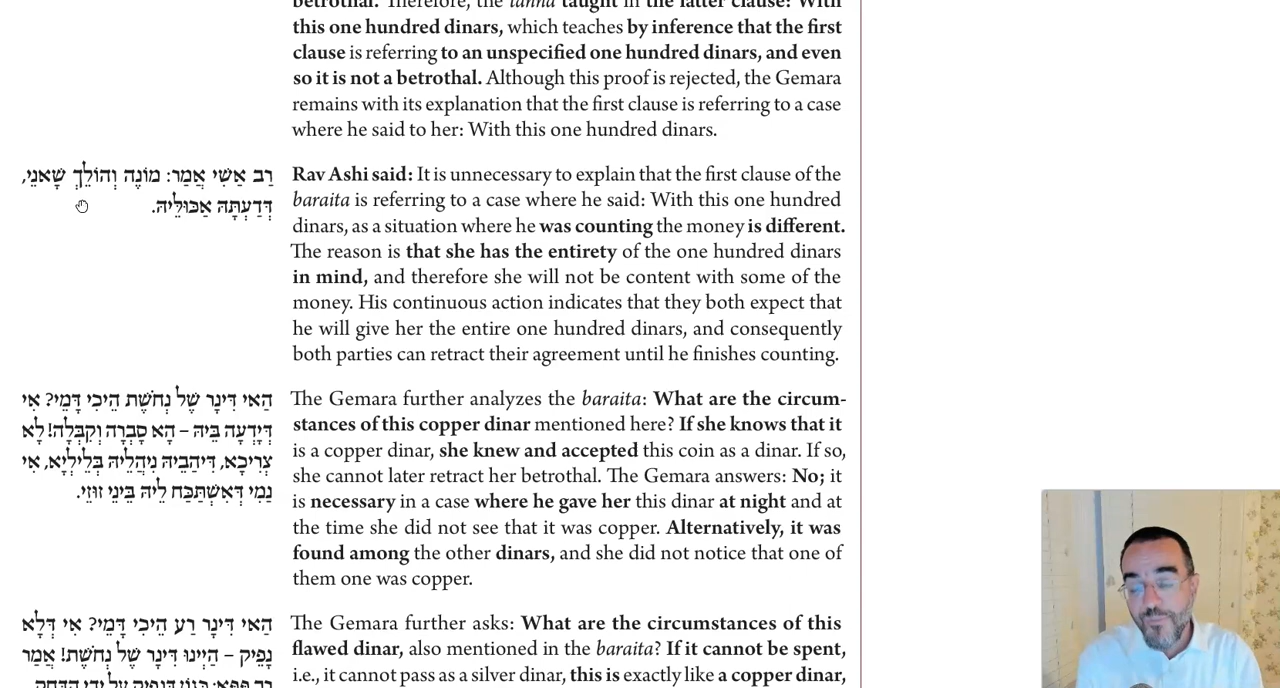 betrothal. Therefore, the tanna taught in the latter clause: With
this one hundred dinars, which teaches by inference that the first
clause is referring to an unspecified one hundred dinars, and even
so it is not a betrothal. Although this proof is rejected, the Gemara
remains with its explanation that the first clause is referring to a case
where he said to her: With this one hundred dinars.
רַב אַשִׁי אֲמַר: מוֹנֶה וְהוֹלֵךְ שָׁאנֵי,
דְּדַעְתָּהּ אַכּוּלֵּיהּ.
Rav Ashi said: It is unnecessary to explain that the first clause of the
baraita is referring to a case where he said: With this one hundred
dinars, as a situation where he was counting the money is different.
The reason is that she has the entirety of the one hundred dinars
in mind, and therefore she will not be content with some of the
money. His continuous action indicates that they both expect that
he will give her the entire one hundred dinars, and consequently
both parties can retract their agreement until he finishes counting.
הַאי דִּינָר שֶׁל נְחֹשֶׁת הֵיכִי דָּמֵי? אִי
דְּיָדְעָה בֵּיהּ – הָא סָבְרָה וְקִבְּלָהּ! לָא
צְרִיכָא, דִּיהַבֵיהּ נִיהֲלַיהּ בְּלֵילְיָא, אִי
נַמִי דְּאִשְׁתְּכַּח לֵיהּ בֵּינֵי זוּזֵי.
The Gemara further analyzes the baraita: What are the circum-
stances of this copper dinar mentioned here? If she knows that it
is a copper dinar, she knew and accepted this coin as a dinar. If so,
she cannot later retract her betrothal. The Gemara answers: No; it
is necessary in a case where he gave her this dinar at night and at
the time she did not see that it was copper. Alternatively, it was
found among the other dinars, and she did not notice that one of
them one was copper.
הַאי דִּינָר רַע הֵיכִי דָּמֵי? אִי דְּלָא
נָפֵיק – הַיְינוּ דִּינָר שֶׁל נְחֹשֶׁת! אֲמַר
רַב פַּפָּא: כְּגוֹן דְּנָפֵיק עַל יְדֵי הַדְּחָק
The Gemara further asks: What are the circumstances of this
flawed dinar, also mentioned in the baraita? If it cannot be spent,
i.e., it cannot pass as a silver dinar, this is exactly like a copper dinar,